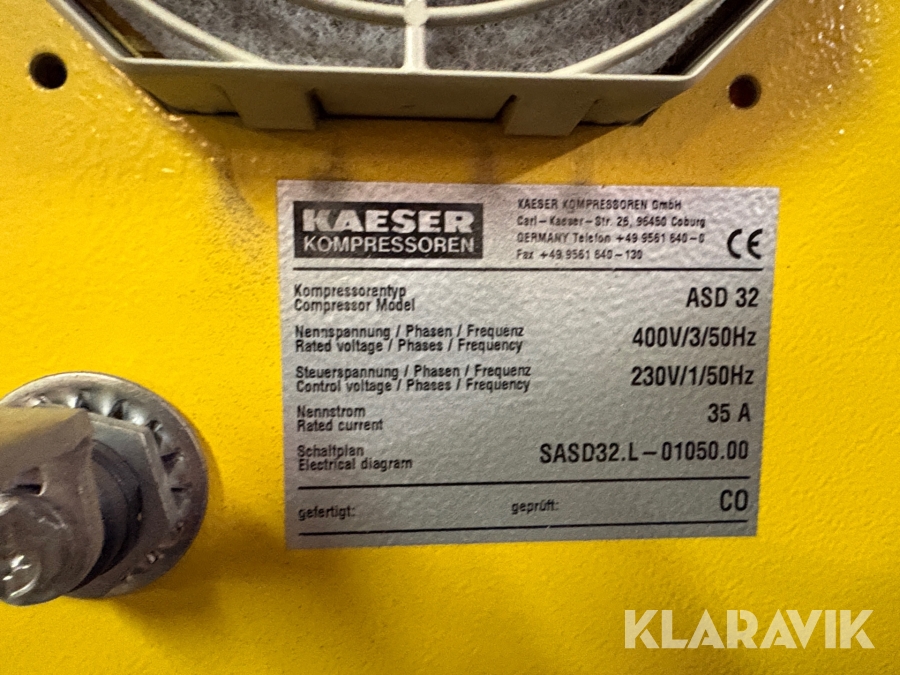 KAESER
KOMPRESSOREN
KAESER KOMPRESSOREN GmbH
Carl-Kaeser-Str. 26, 96450 Coburg
GERMANY Telefon +49 9561 640-0
Fax +49 9561 640-130
CE
Kompressorentyp
Compressor Model
ASD 32
Nennspannung / Phasen / Frequenz
Rated voltage / Phases / Frequency
400V/3/50Hz
Steuerspannung / Phasen / Frequenz
Control voltage / Phases / Frequency
230V/1/50Hz
Nennstrom
Rated current
35 A
Schaltplan
Electrical diagram
SASD32.L-01050.00
gefertigt: geprüft: CO
KLARAVIK